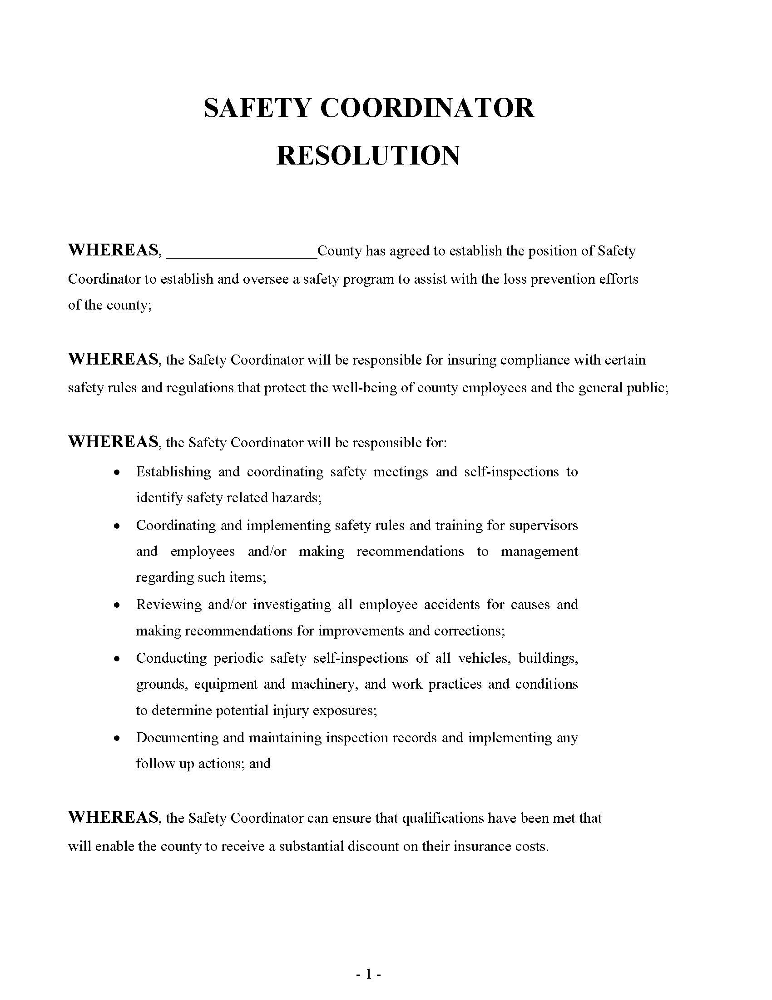 SAFETY COORDINATOR
RESOLUTION
WHEREAS, ____________________County has agreed to establish the position of Safety
Coordinator to establish and oversee a safety program to assist with the loss prevention efforts
of the county;
WHEREAS, the Safety Coordinator will be responsible for insuring compliance with certain
safety rules and regulations that protect the well-being of county employees and the general public;
WHEREAS, the Safety Coordinator will be responsible for:
• Establishing and coordinating safety meetings and self-inspections to
identify safety related hazards;
• Coordinating and implementing safety rules and training for supervisors
and employees and/or making recommendations to management
regarding such items;
• Reviewing and/or investigating all employee accidents for causes and
making recommendations for improvements and corrections;
• Conducting periodic safety self-inspections of all vehicles, buildings,
grounds, equipment and machinery, and work practices and conditions
to determine potential injury exposures;
• Documenting and maintaining inspection records and implementing any
follow up actions; and
WHEREAS, the Safety Coordinator can ensure that qualifications have been met that
will enable the county to receive a substantial discount on their insurance costs.
- 1 -